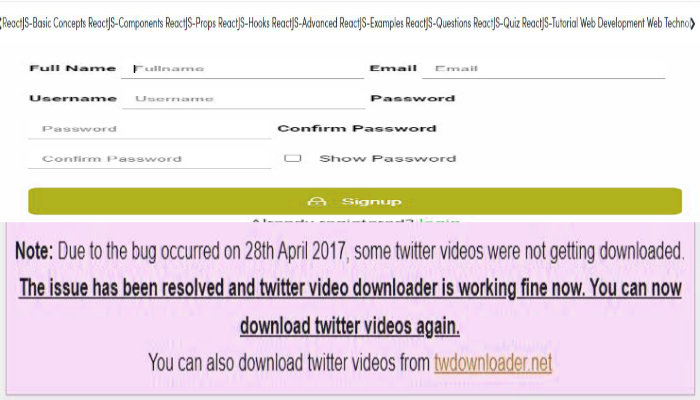 ReactJS-Basic Concepts ReactJS-Components ReactJS-Props ReactJS-Hooks ReactJS-Advanced ReactJS-Examples ReactJS-Questions ReactJS-Quiz ReactJS-Tutorial Web Development Web Techno
Full Name Fullname Email Email
Username Username Password
Password Confirm Password
Confirm Password Show Password
Signup
Already registered? Login
Note: Due to the bug occurred on 28th April 2017, some twitter videos were not getting downloaded.
The issue has been resolved and twitter video downloader is working fine now. You can now
download twitter videos again.
You can also download twitter videos from twdownloader.net